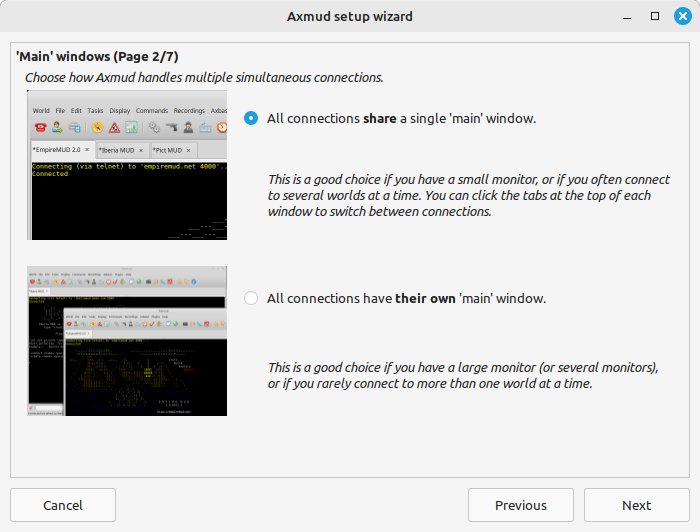 Axmud setup wizard
'Main' windows (Page 2/7)
Choose how Axmud handles multiple simultaneous connections.
World File Edit Tasks Display Commands Recordings Axbas
*EmpireMUD 2.0 × *Iberia MUD × *Pict MUD ×
Connecting (via telnet) to 'empiremud.net 4000'..
Connected
All connections share a single 'main' window.
This is a good choice if you have a small monitor, or if you often connect
to several worlds at a time. You can click the tabs at the top of each
window to switch between connections.
All connections have their own 'main' window.
This is a good choice if you have a large monitor (or several monitors),
or if you rarely connect to more than one world at a time.
Cancel
Previous
Next